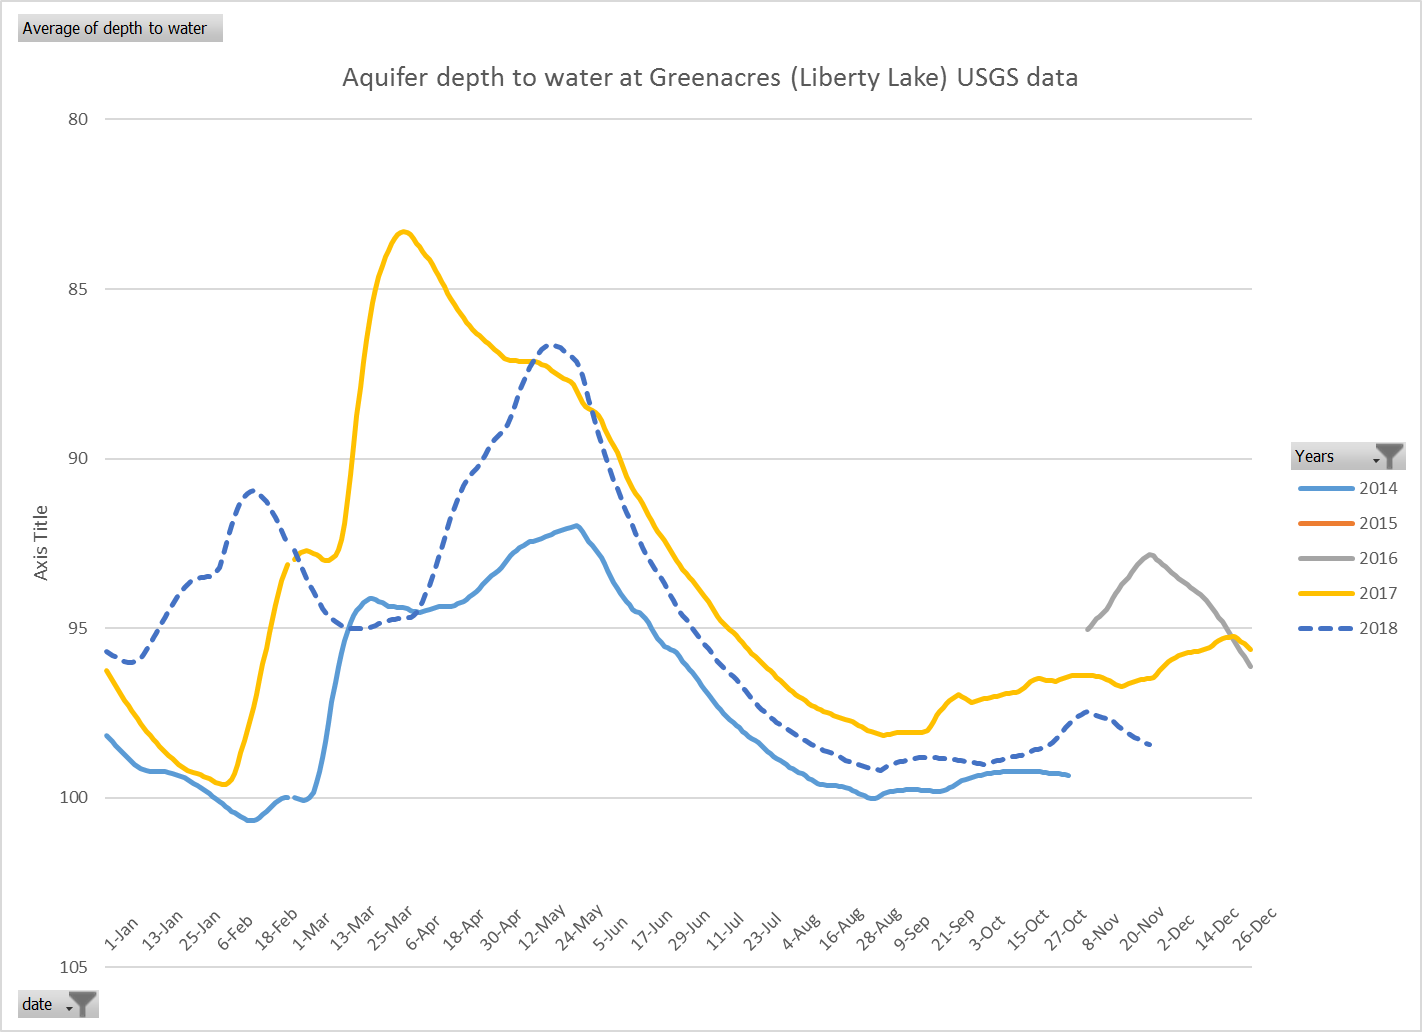 Average of depth to water
Aquifer depth to water at Greenacres (Liberty Lake) USGS data
80
85
90
95
100
105
Axis Title
1-Jan
13-Jan
25-Jan
6-Feb
18-Feb
1-Mar
13-Mar
25-Mar
6-Apr
18-Apr
30-Apr
12-May
24-May
5-Jun
17-Jun
29-Jun
11-Jul
23-Jul
4-Aug
16-Aug
28-Aug
9-Sep
21-Sep
3-Oct
15-Oct
27-Oct
8-Nov
20-Nov
2-Dec
14-Dec
26-Dec
Years
2014
2015
2016
2017
2018
date